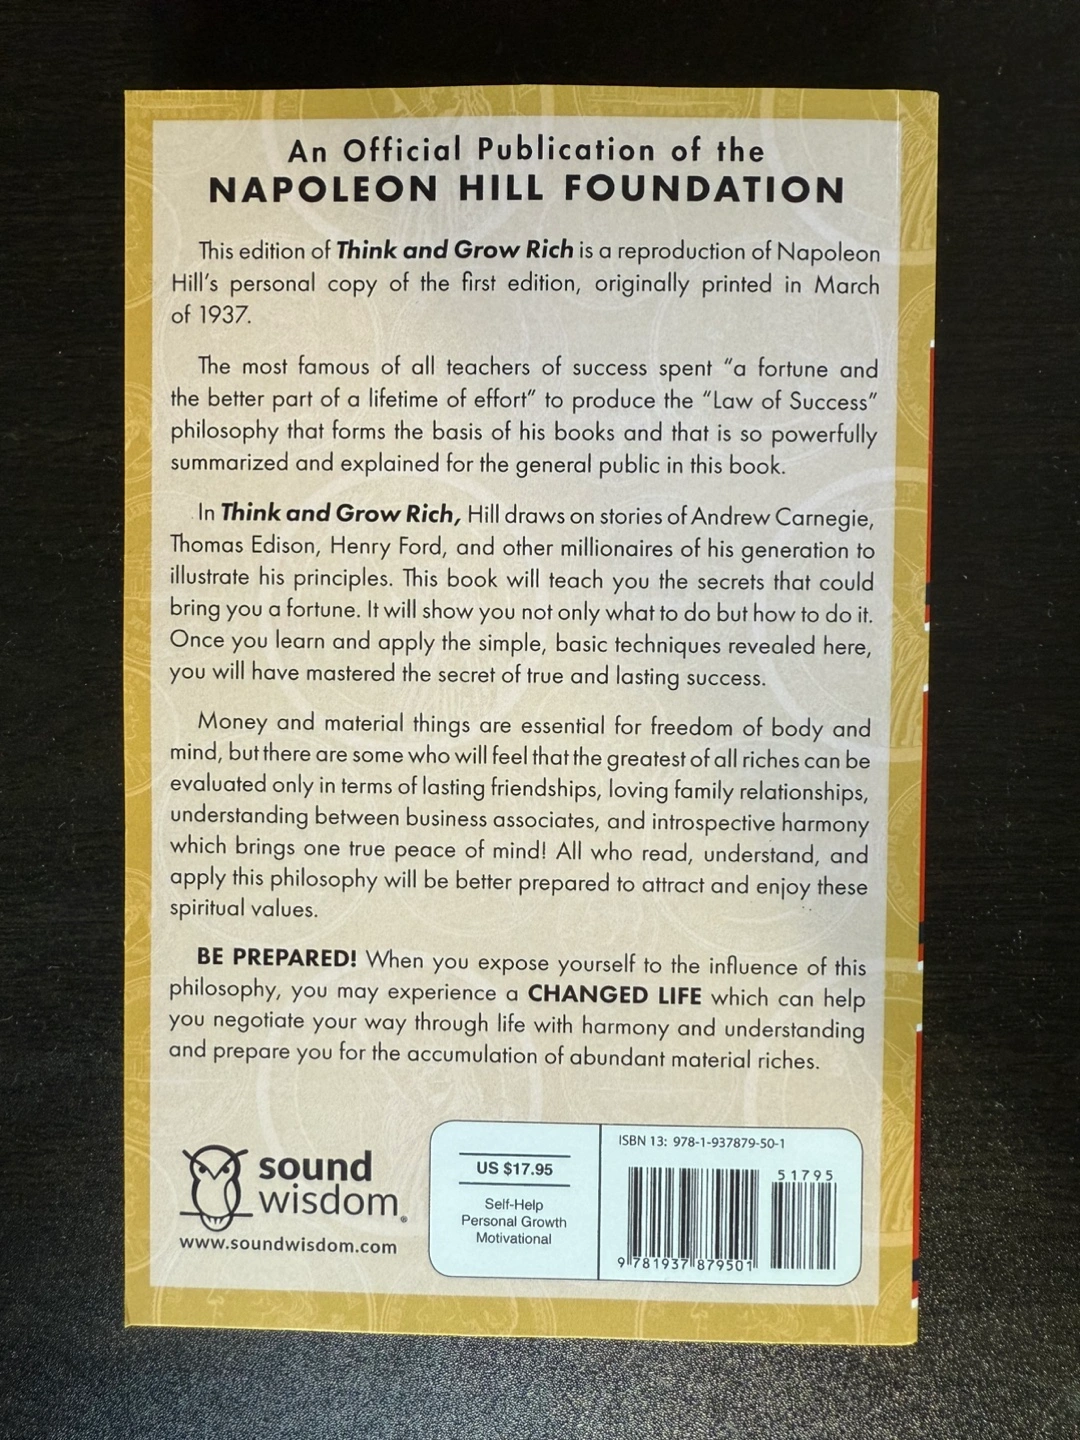 An Official Publication of the
NAPOLEON HILL FOUNDATION
This edition of Think and Grow Rich is a reproduction of Napoleon
Hill's personal copy of the first edition, originally printed in March
of 1937.
The most famous of all teachers of success spent "a fortune and
the better part of a lifetime of effort" to produce the "Law of Success"
philosophy that forms the basis of his books and that is so powerfully
summarized and explained for the general public in this book.
In Think and Grow Rich, Hill draws on stories of Andrew Carnegie,
Thomas Edison, Henry Ford, and other millionaires of his generation to
illustrate his principles. This book will teach you the secrets that could
bring you a fortune. It will show you not only what to do but how to do it.
Once you learn and apply the simple, basic techniques revealed here,
you will have mastered the secret of true and lasting success.
Money and material things are essential for freedom of body and
mind, but there are some who will feel that the greatest of all riches can be
evaluated only in terms of lasting friendships, loving family relationships,
understanding between business associates, and introspective harmony
which brings one true peace of mind! All who read, understand, and
apply this philosophy will be better prepared to attract and enjoy these
spiritual values.
BE PREPARED! When you expose yourself to the influence of this
philosophy, you may experience a CHANGED LIFE which can help
you negotiate your way through life with harmony and understanding
and prepare you for the accumulation of abundant material riches.
sound
wisdom®
www.soundwisdom.com
US $17.95
Self-Help
Personal Growth
Motivational
ISBN 13: 978-1-937879-50-1
51795
9 781937 879501